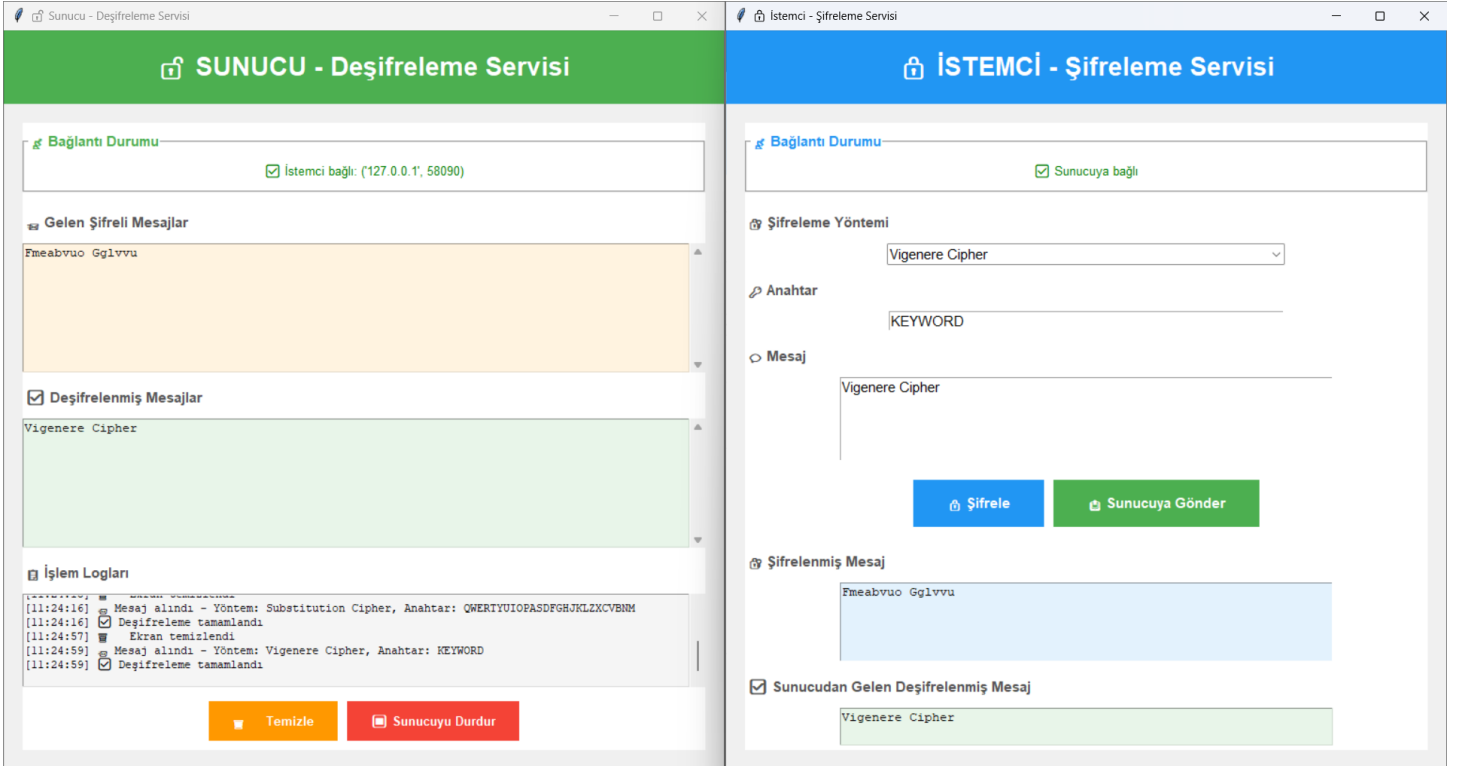 Sunucu - Deşifreleme Servisi
SUNUCU - Deşifreleme Servisi
Bağlantı Durumu
İstemci bağlı: ('127.0.0.1', 58090)
Gelen Şifreli Mesajlar
Fmeabvuo Gglvvu
Deşifrelenmiş Mesajlar
Vigenere Cipher
İşlem Logları
[11:24:16] Mesaj alındı - Yöntem: Substitution Cipher, Anahtar: QWERTYUIOPASDFGHJKLZXCVBNM
[11:24:16] Deşifreleme tamamlandı
[11:24:57] Ekran temizlendi
[11:24:59] Mesaj alındı - Yöntem: Vigenere Cipher, Anahtar: KEYWORD
[11:24:59] Deşifreleme tamamlandı
Temizle
Sunucuyu Durdur
İstemci - Şifreleme Servisi
İSTEMCİ - Şifreleme Servisi
Bağlantı Durumu
Sunucuya bağlı
Şifreleme Yöntemi
Vigenere Cipher
Anahtar
KEYWORD
Mesaj
Vigenere Cipher
Şifrele
Sunucuya Gönder
Şifrelenmiş Mesaj
Fmeabvuo Gglvvu
Sunucudan Gelen Deşifrelenmiş Mesaj
Vigenere Cipher